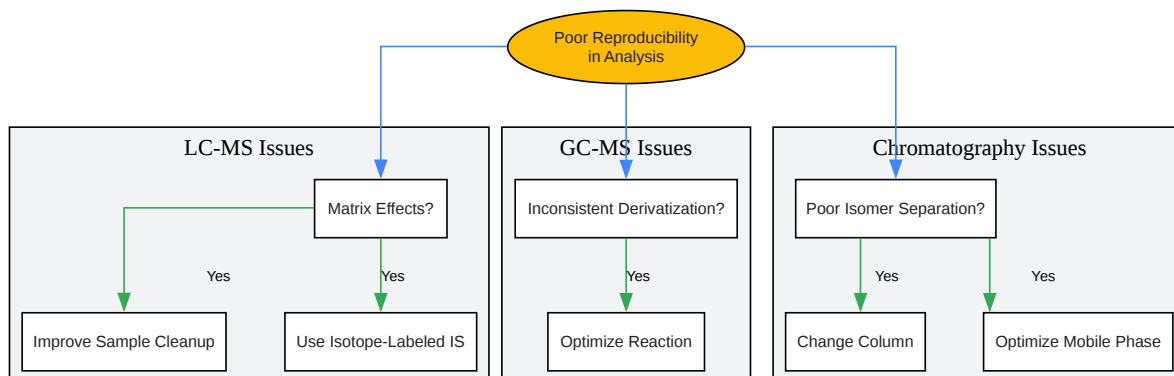 Poor Reproducibility
in Analysis
LC-MS Issues
GC-MS Issues
Chromatography Issues
Matrix Effects?
Inconsistent Derivatization?
Poor Isomer Separation?
Yes
Yes
Yes
Yes
Yes
Improve Sample Cleanup
Use Isotope-Labeled IS
Optimize Reaction
Change Column
Optimize Mobile Phase